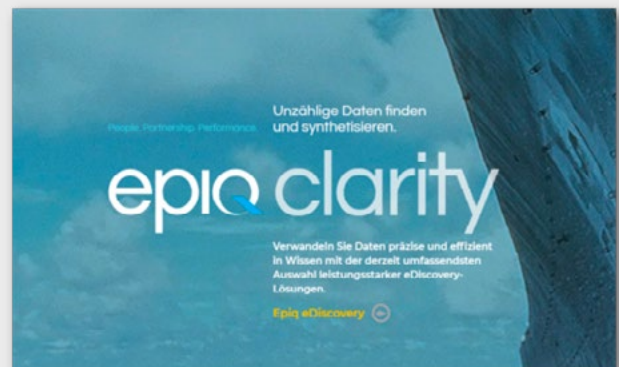 Unzählige Daten finden
und synthetisieren.
People. Partnership. Performance.
epiq clarity
Verwandeln Sie Daten präzise und effizient
in Wissen mit der derzeit umfassendsten
Auswahl leistungsstarker eDiscovery-
Lösungen.
Epiq eDiscovery